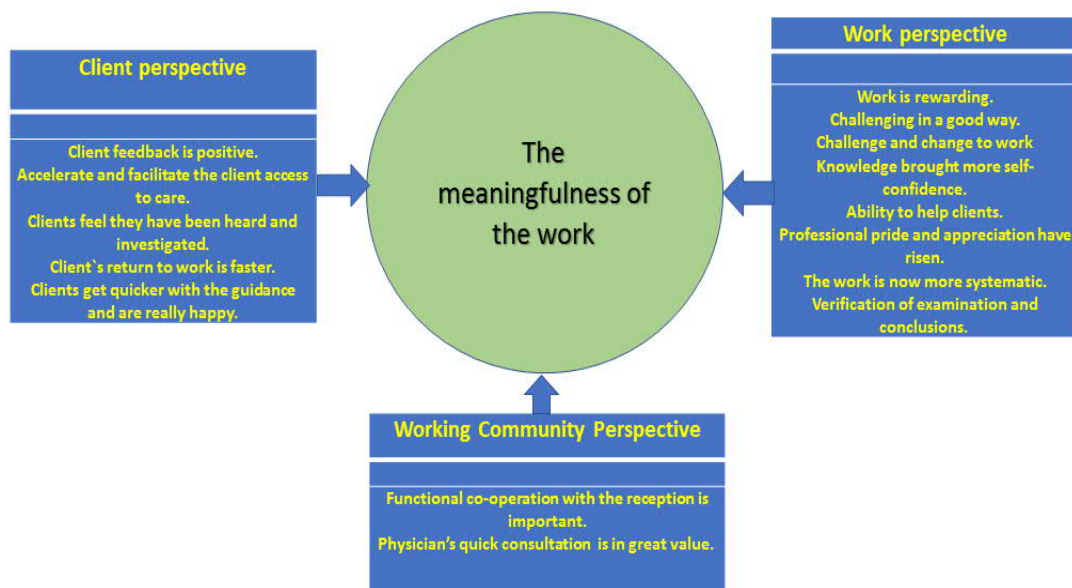 Client perspective
Client feedback is positive.
Accelerate and facilitate the client access
to care.
Clients feel they have been heard and
investigated.
Client`s return to work is faster.
Clients get quicker with the guidance
and are really happy.
The
meaningfulness of
the work
Work perspective
Work is rewarding.
Challenging in a good way.
Challenge and change to work
Knowledge brought more self-
confidence.
Ability to help clients.
Professional pride and appreciation have
risen.
The work is now more systematic.
Verification of examination and
conclusions.
Working Community Perspective
Functional co-operation with the reception is
important.
Physician’s quick consultation is in great value.